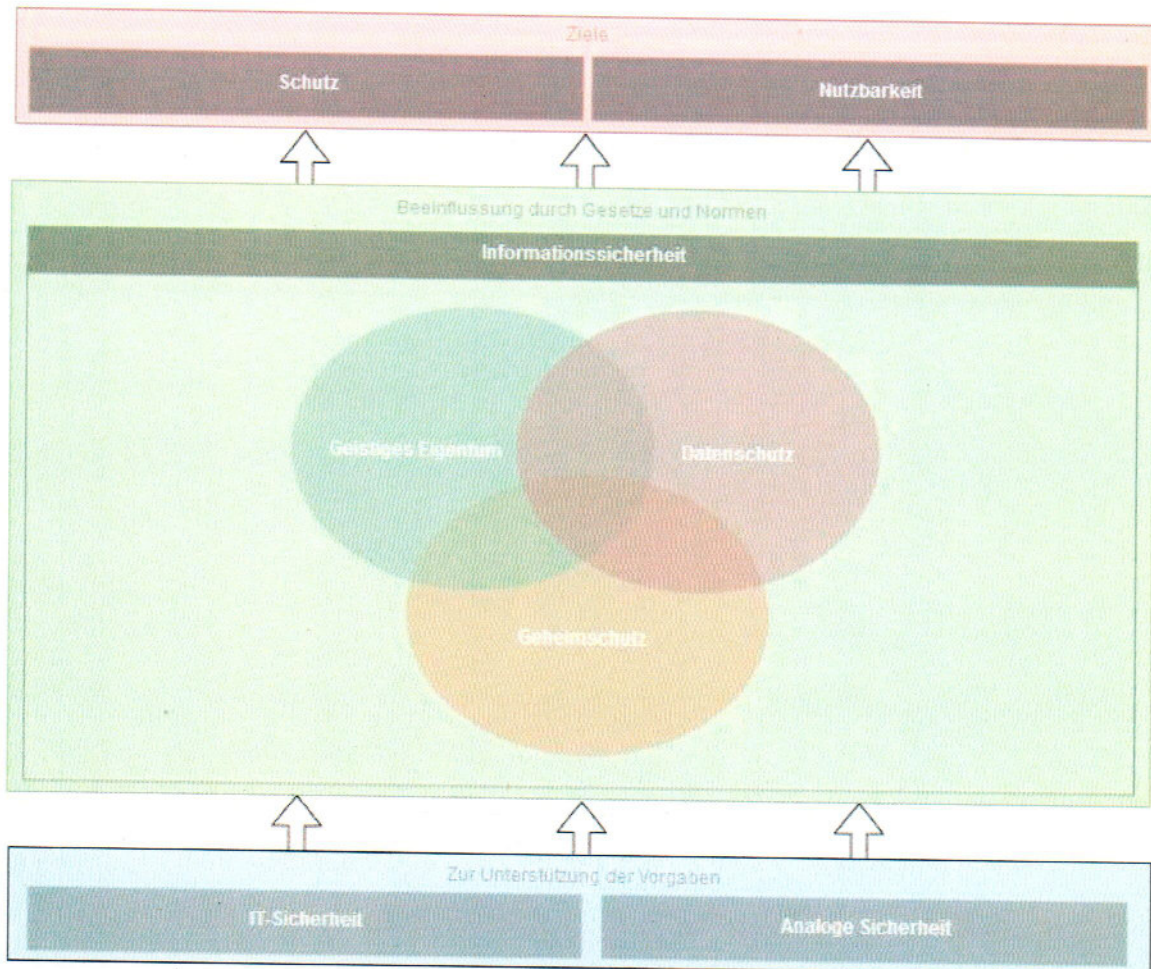 Ziele
Schutz
Nutzbarkeit
Beeinflussung durch Gesetze und Normen
Informationssicherheit
Geistiges Eigentum
Datenschutz
Geheimschutz
Zur Unterstützung der Vorgaben
IT-Sicherheit
Analoge Sicherheit